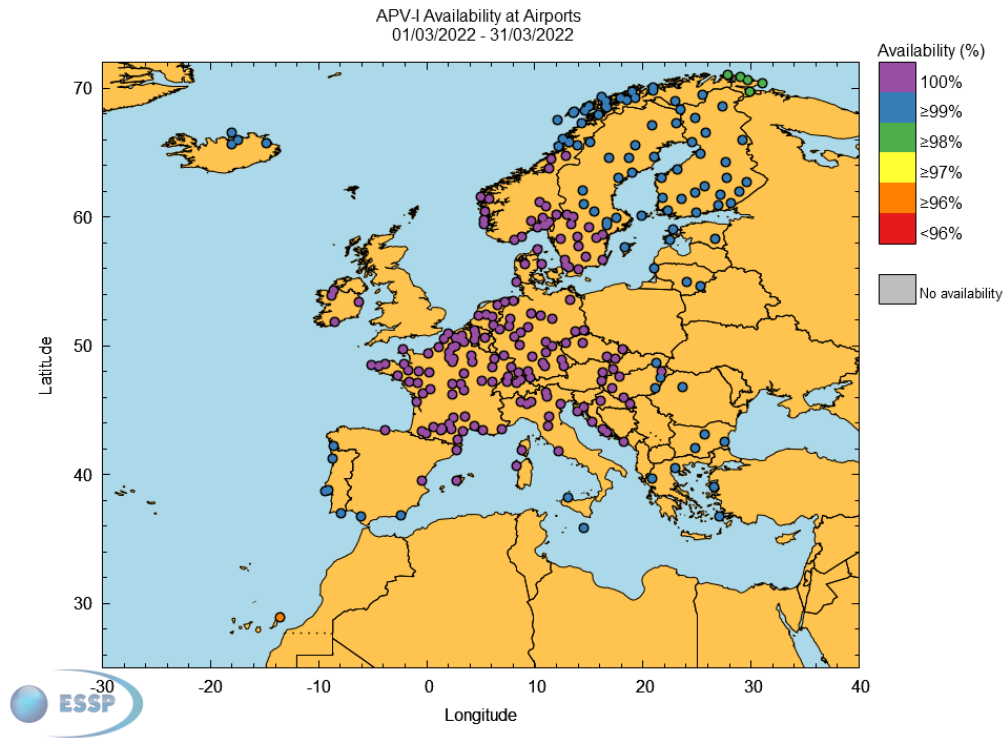 APV-I Availability at Airports
01/03/2022 - 31/03/2022
Availability (%)
100%
≥99%
≥98%
≥97%
≥96%
<96%
No availability
Latitude
70
60
50
40
30
-30
-20
-10
0
10
20
30
40
Longitude
ESSP